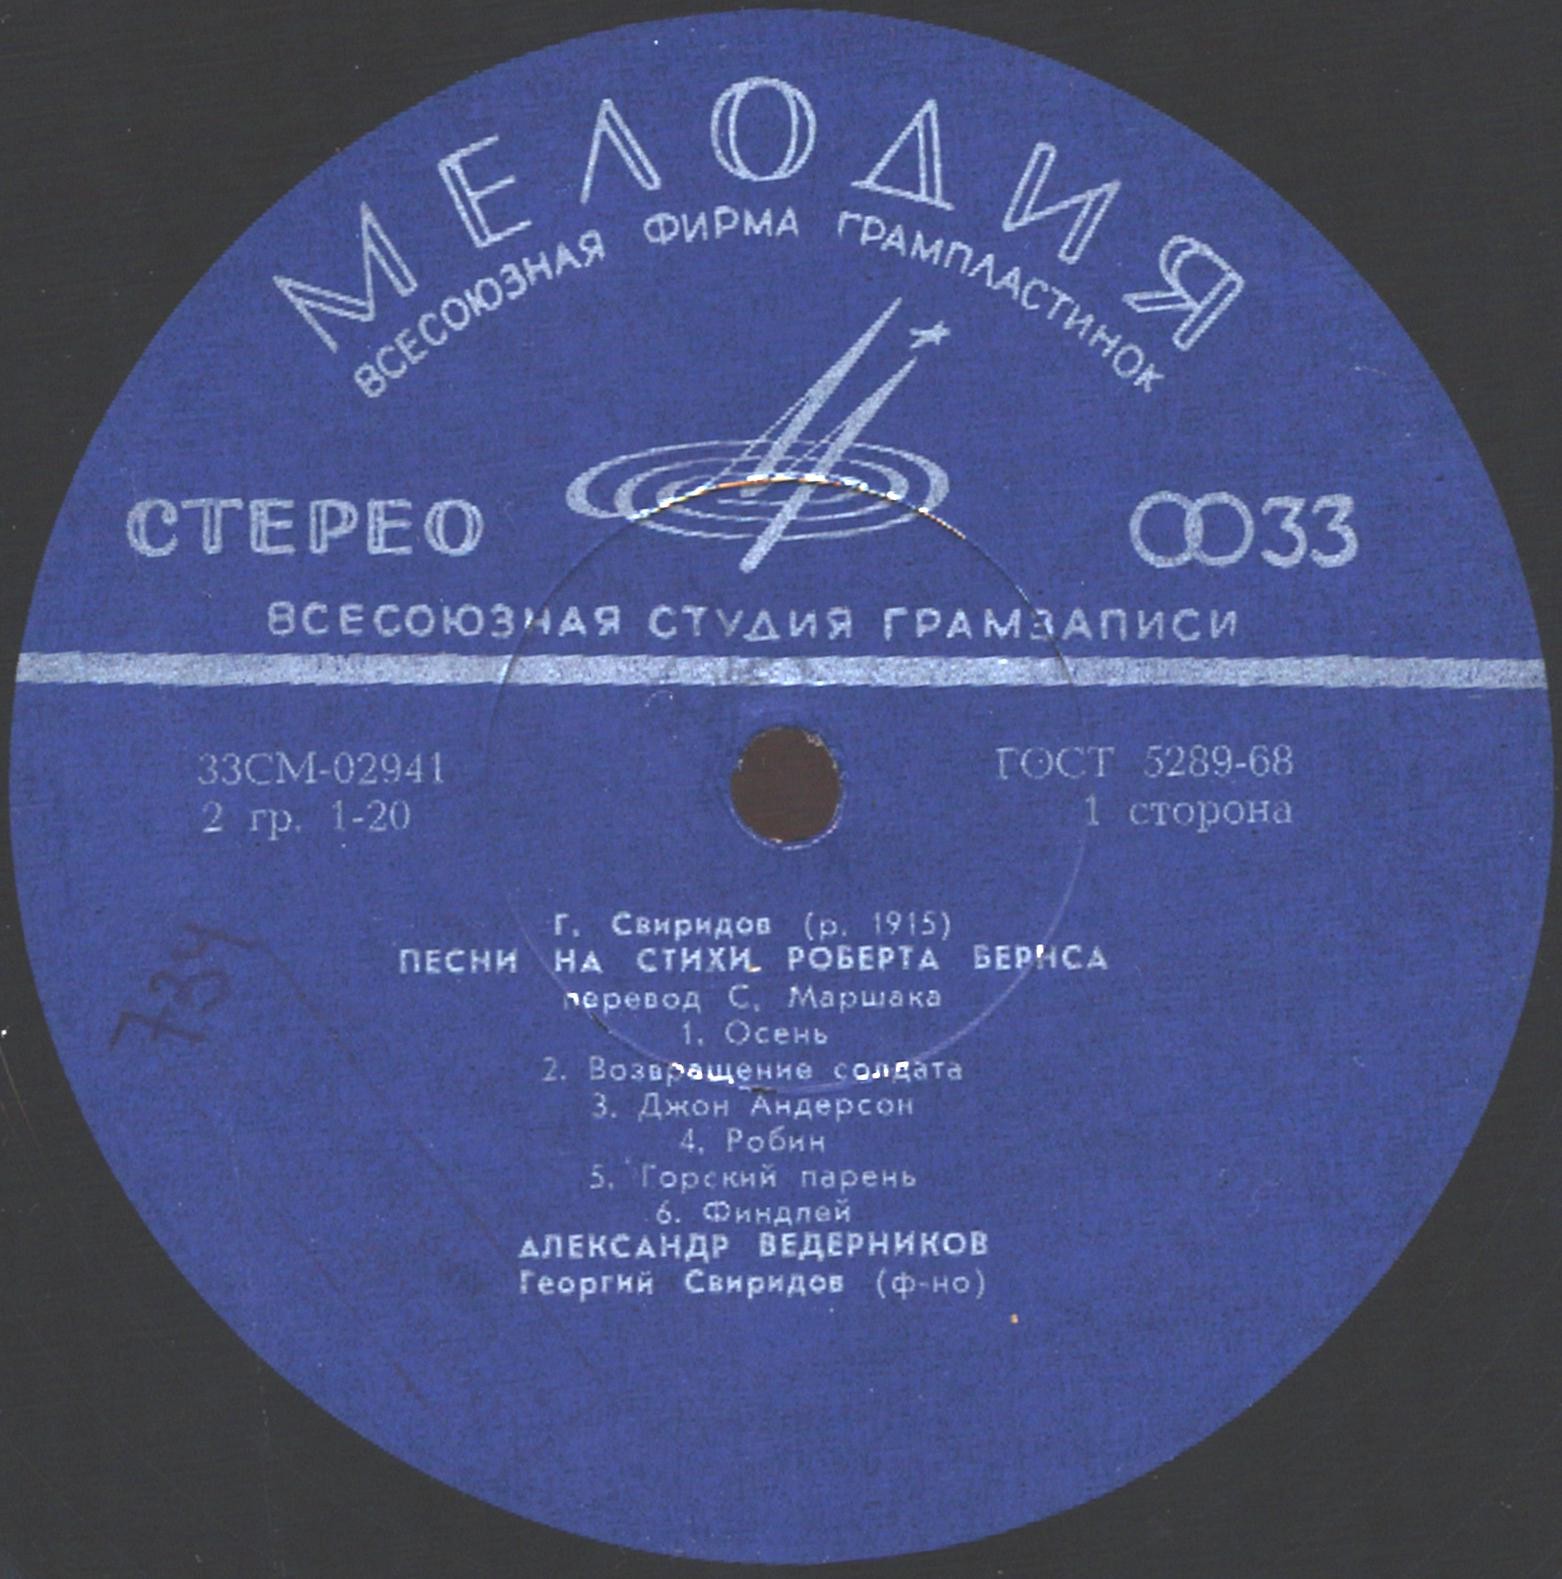 МЕЛОДИЯ
ВСЕСОЮЗНАЯ ФИРМА ГРАМПЛАСТИНОК
СТЕРЕО
33
ВСЕСОЮЗНАЯ СТУДИЯ ГРАМЗАПИСИ
33СМ-02941
ГОСТ 5289-68
2 гр. 1-20
1 сторона
734
Г. Свиридов (р. 1915)
ПЕСНИ НА СТИХИ РОБЕРТА БЕРНСА
перевод С. Маршака
1. Осень
2. Возвращение солдата
3. Джон Андерсон
4. Робин
5. Горский парень
6. Финдлей
АЛЕКСАНДР ВЕДЕРНИКОВ
Георгий Свиридов (ф-но)